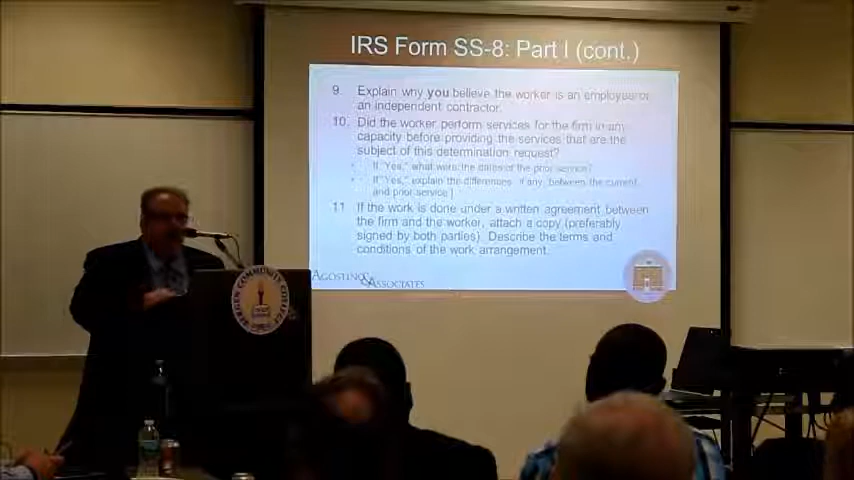 IRS Form SS-8: Part I (cont.)
9. Explain why you believe the worker is an employee or
an independent contractor.
10. Did the worker perform services for the firm in any
capacity before providing the services that are the
subject of this determination request?
• If "Yes," what were the dates of the prior service?
• If "Yes," explain the differences, if any, between the current
and prior service.]
11. If the work is done under a written agreement between
the firm and the worker, attach a copy (preferably
signed by both parties). Describe the terms and
conditions of the work arrangement.
AGOSTINO & ASSOCIATES
BERGEN COMMUNITY COLLEGE